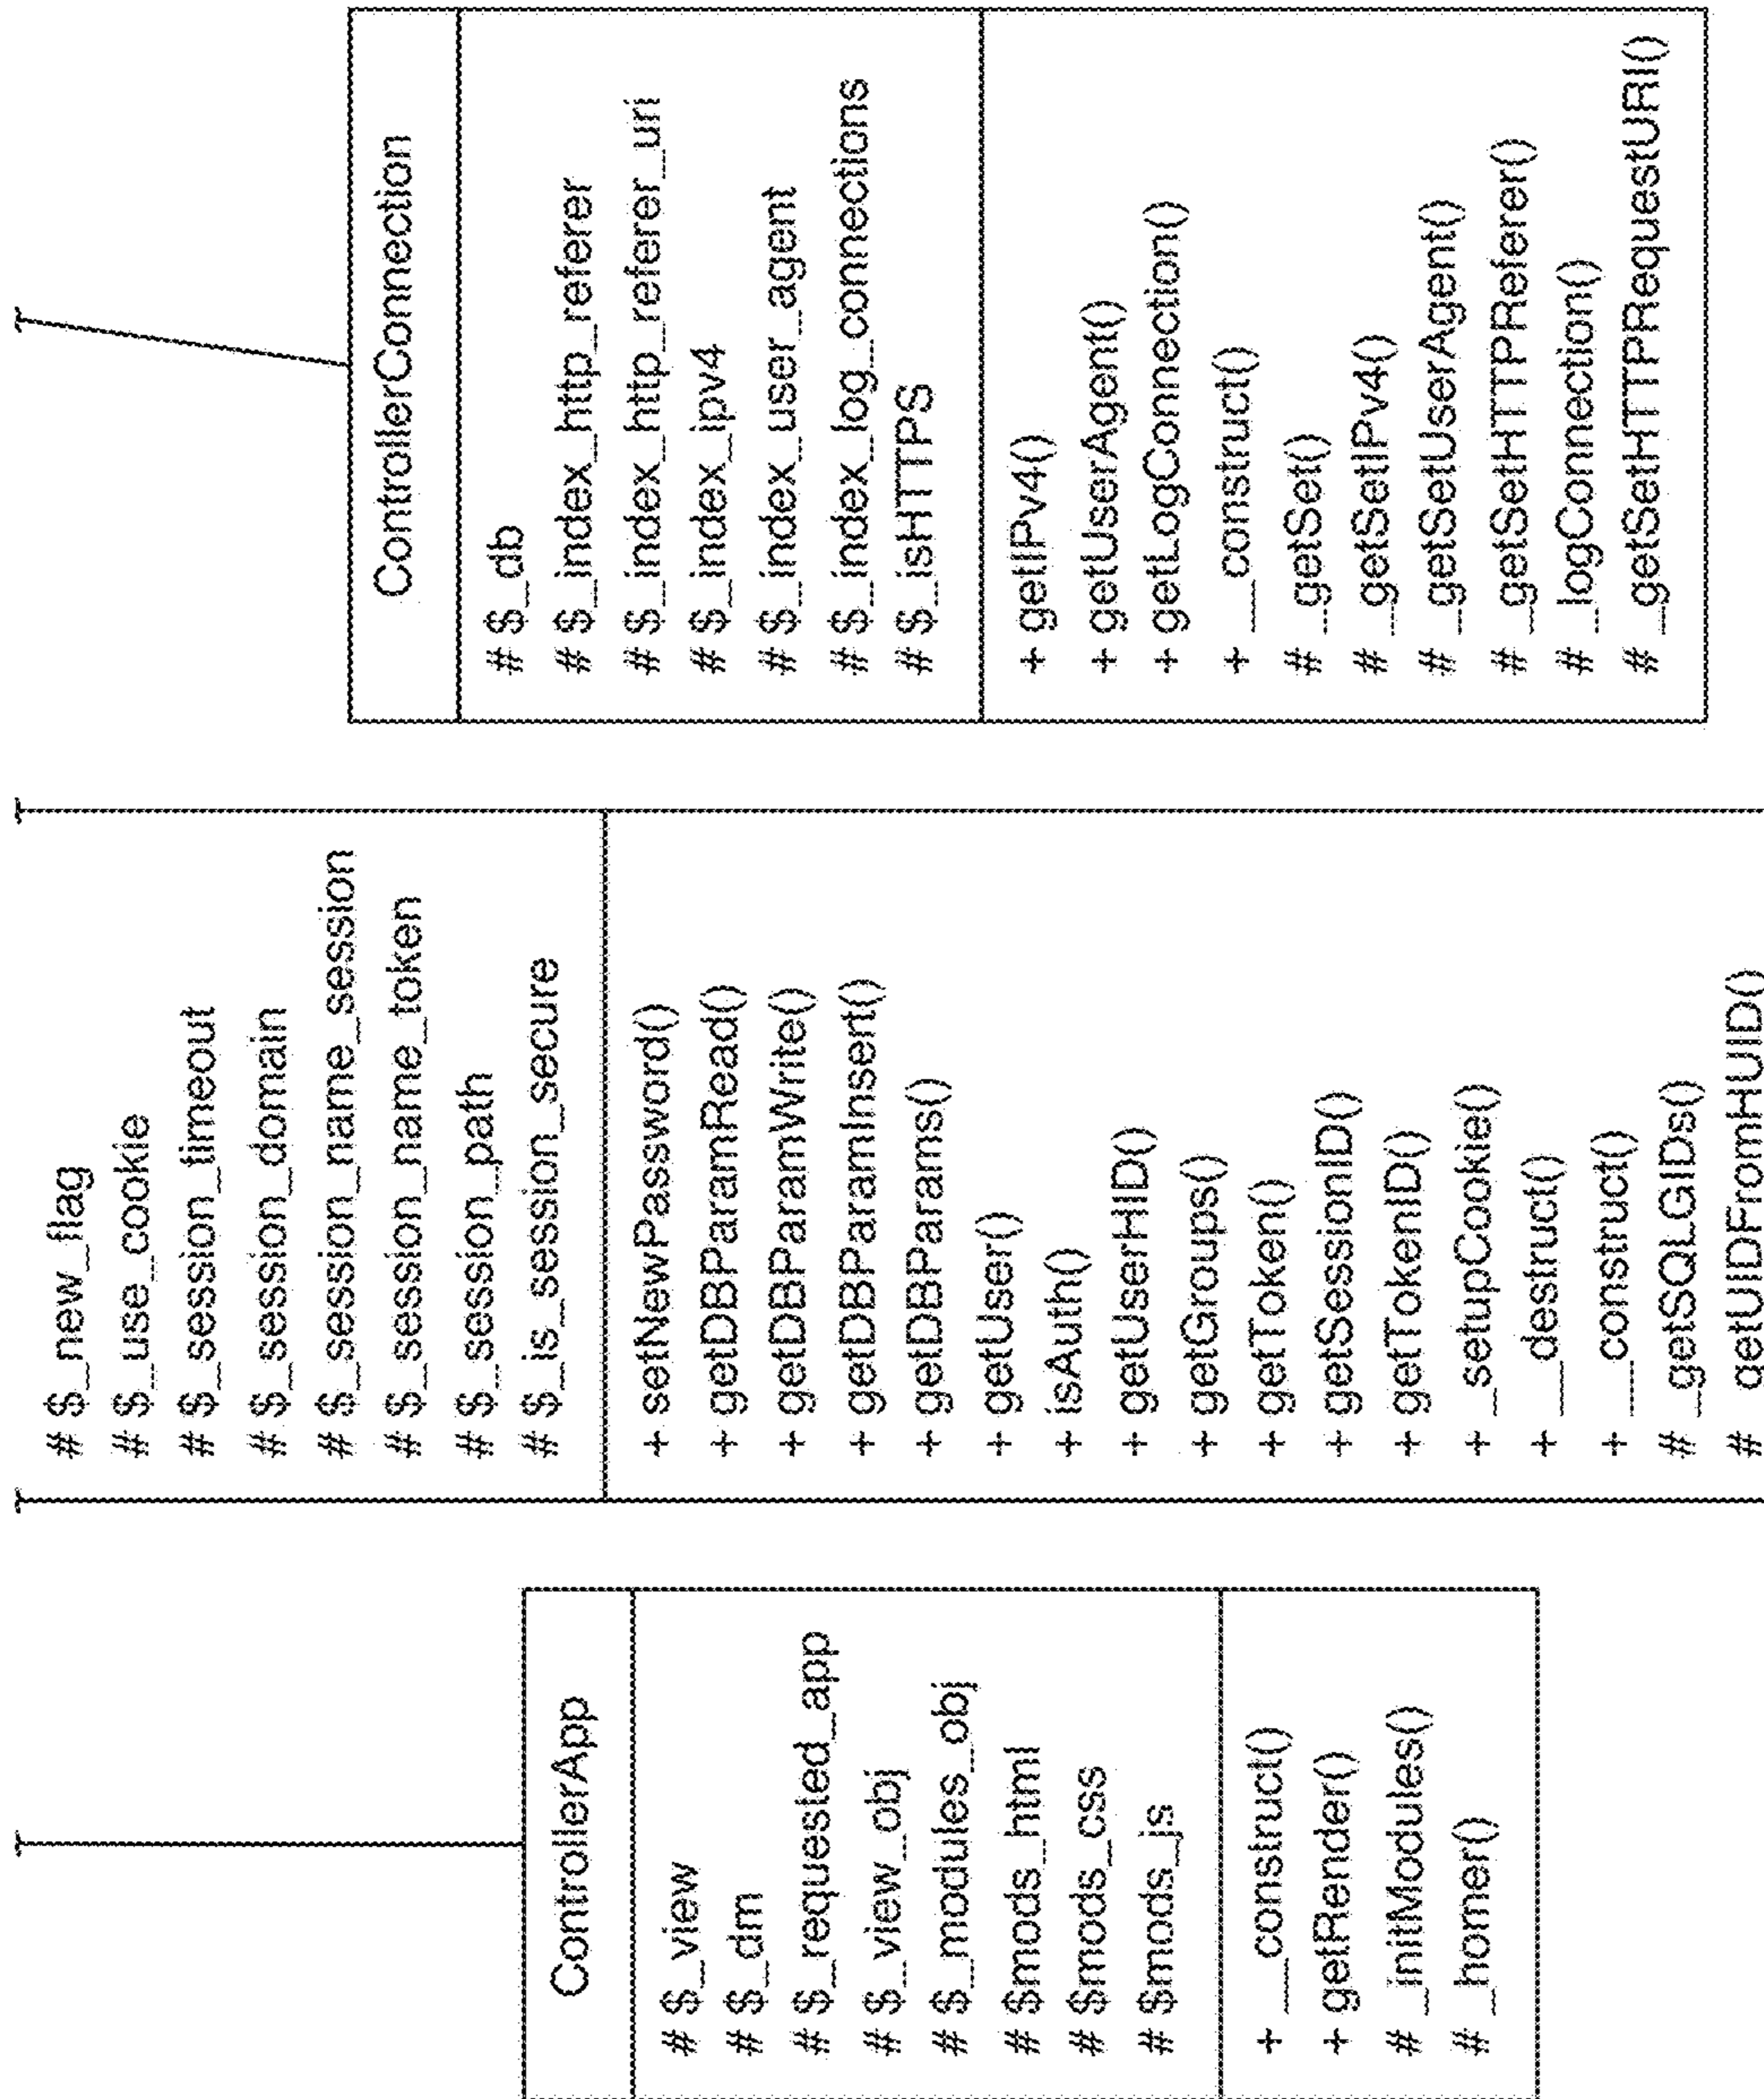 ControllerApp
# $_view
# $_dm
# $_requested_app
# $_view_obj
# $_modules_obj
# $mods_html
# $mods_css
# $mods_js
+ __construct()
+ getRender()
# _initModules()
# _homer()
# $_new_flag
# $_use_cookie
# $_session_timeout
# $_session_domain
# $_session_name_session
# $_session_name_token
# $_session_path
# $_is_session_secure
+ setNewPassword()
+ getDBParamRead()
+ getDBParamWrite()
+ getDBParamInsert()
+ getDBParams()
+ getUser()
+ isAuth()
+ getUserHID()
+ getGroups()
+ getToken()
+ getSessionID()
+ getTokenID()
+ _setupCookie()
+ __destruct()
+ __construct()
# _getSQLGIDs()
# _getUIDFromHUID()
ControllerConnection
# $_db
# $_index_http_referer
# $_index_http_referer_uri
# $_index_ipv4
# $_index_user_agent
# $_index_log_connections
# $_isHTTPS
+ getIPv4()
+ getUserAgent()
+ getLogConnection()
+ __construct()
# _getSet()
# _getSetIPv4()
# _getSetUserAgent()
# _getSetHTTPReferer()
# _logConnection()
# _getSetHTTPRequestURI()